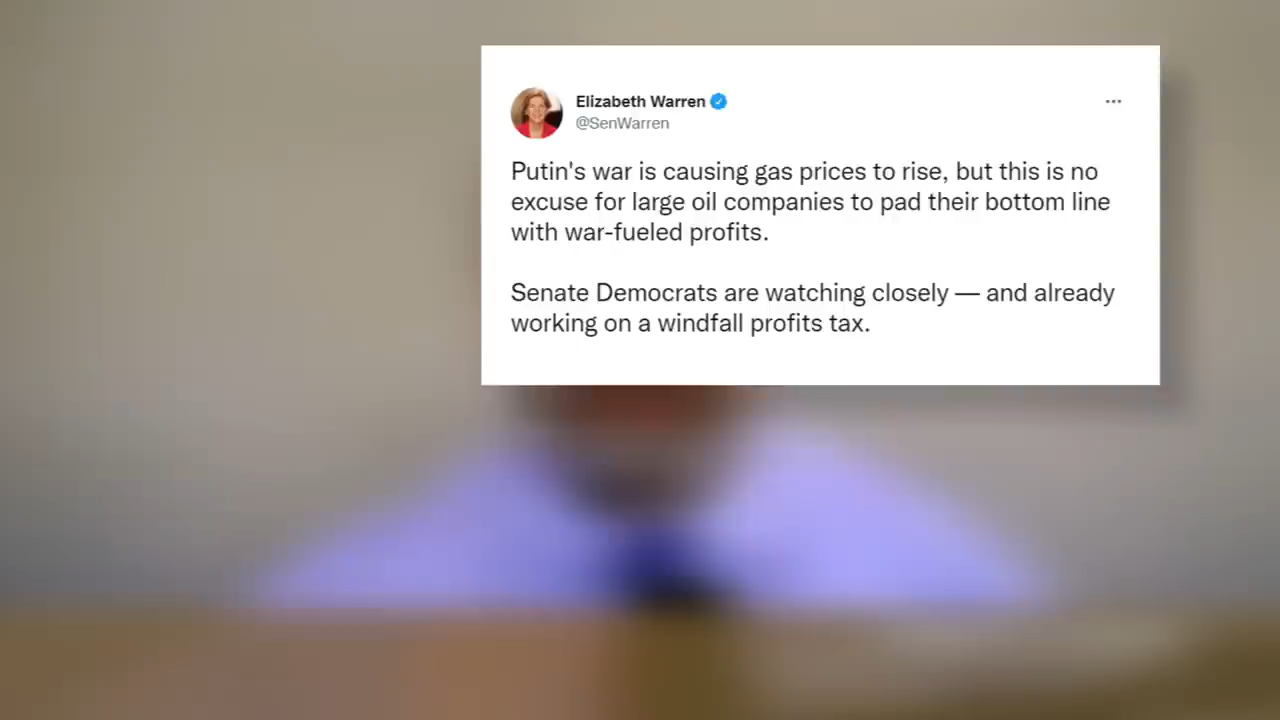 Elizabeth Warren
@SenWarren
Putin's war is causing gas prices to rise, but this is no
excuse for large oil companies to pad their bottom line
with war-fueled profits.
Senate Democrats are watching closely — and already
working on a windfall profits tax.